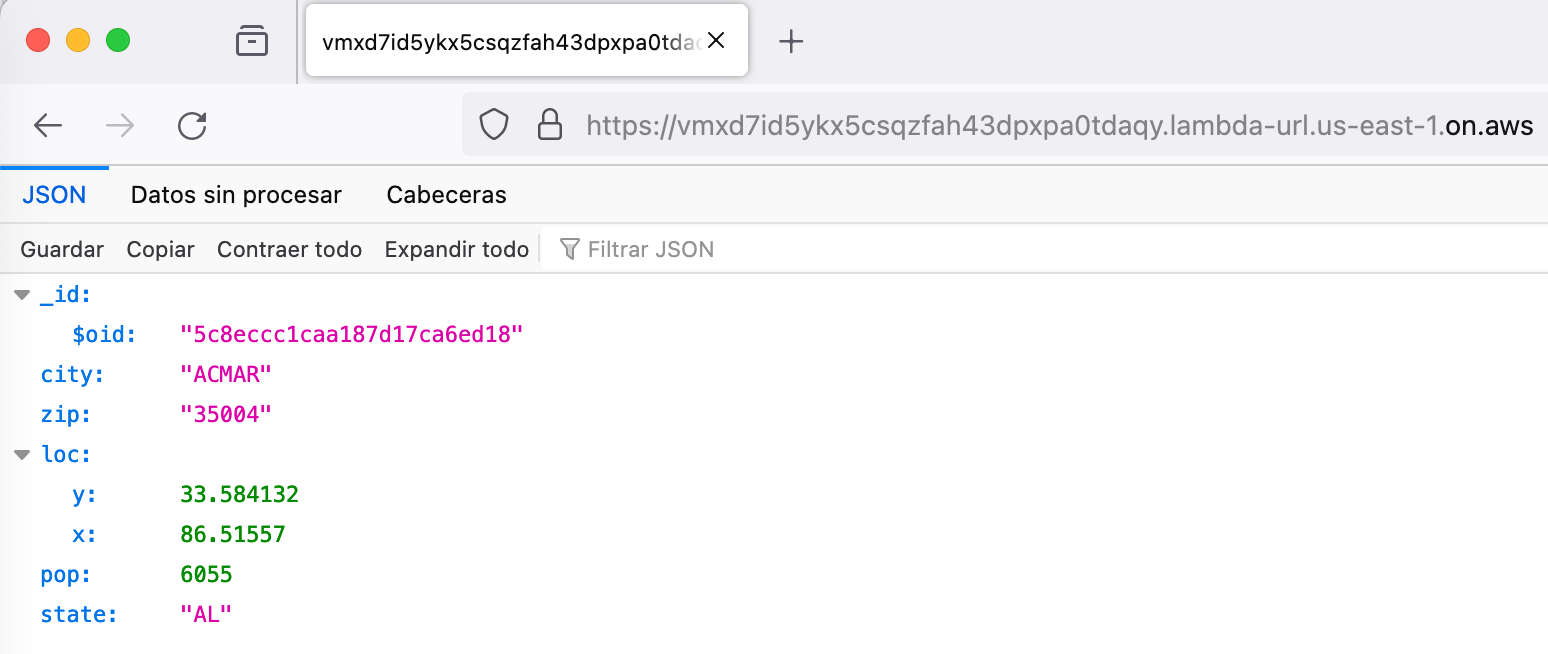 vmxd7id5ykx5csqzfah43dpxpa0tdaq
https://vmxd7id5ykx5csqzfah43dpxpa0tdaqy.lambda-url.us-east-1.on.aws
JSON Datos sin procesar Cabeceras
Guardar Copiar Contraer todo Expandir todo Filtrar JSON
_id:
$oid: "5c8eccc1caa187d17ca6ed18"
city: "ACMAR"
zip: "35004"
loc:
y: 33.584132
x: 86.51557
pop: 6055
state: "AL"